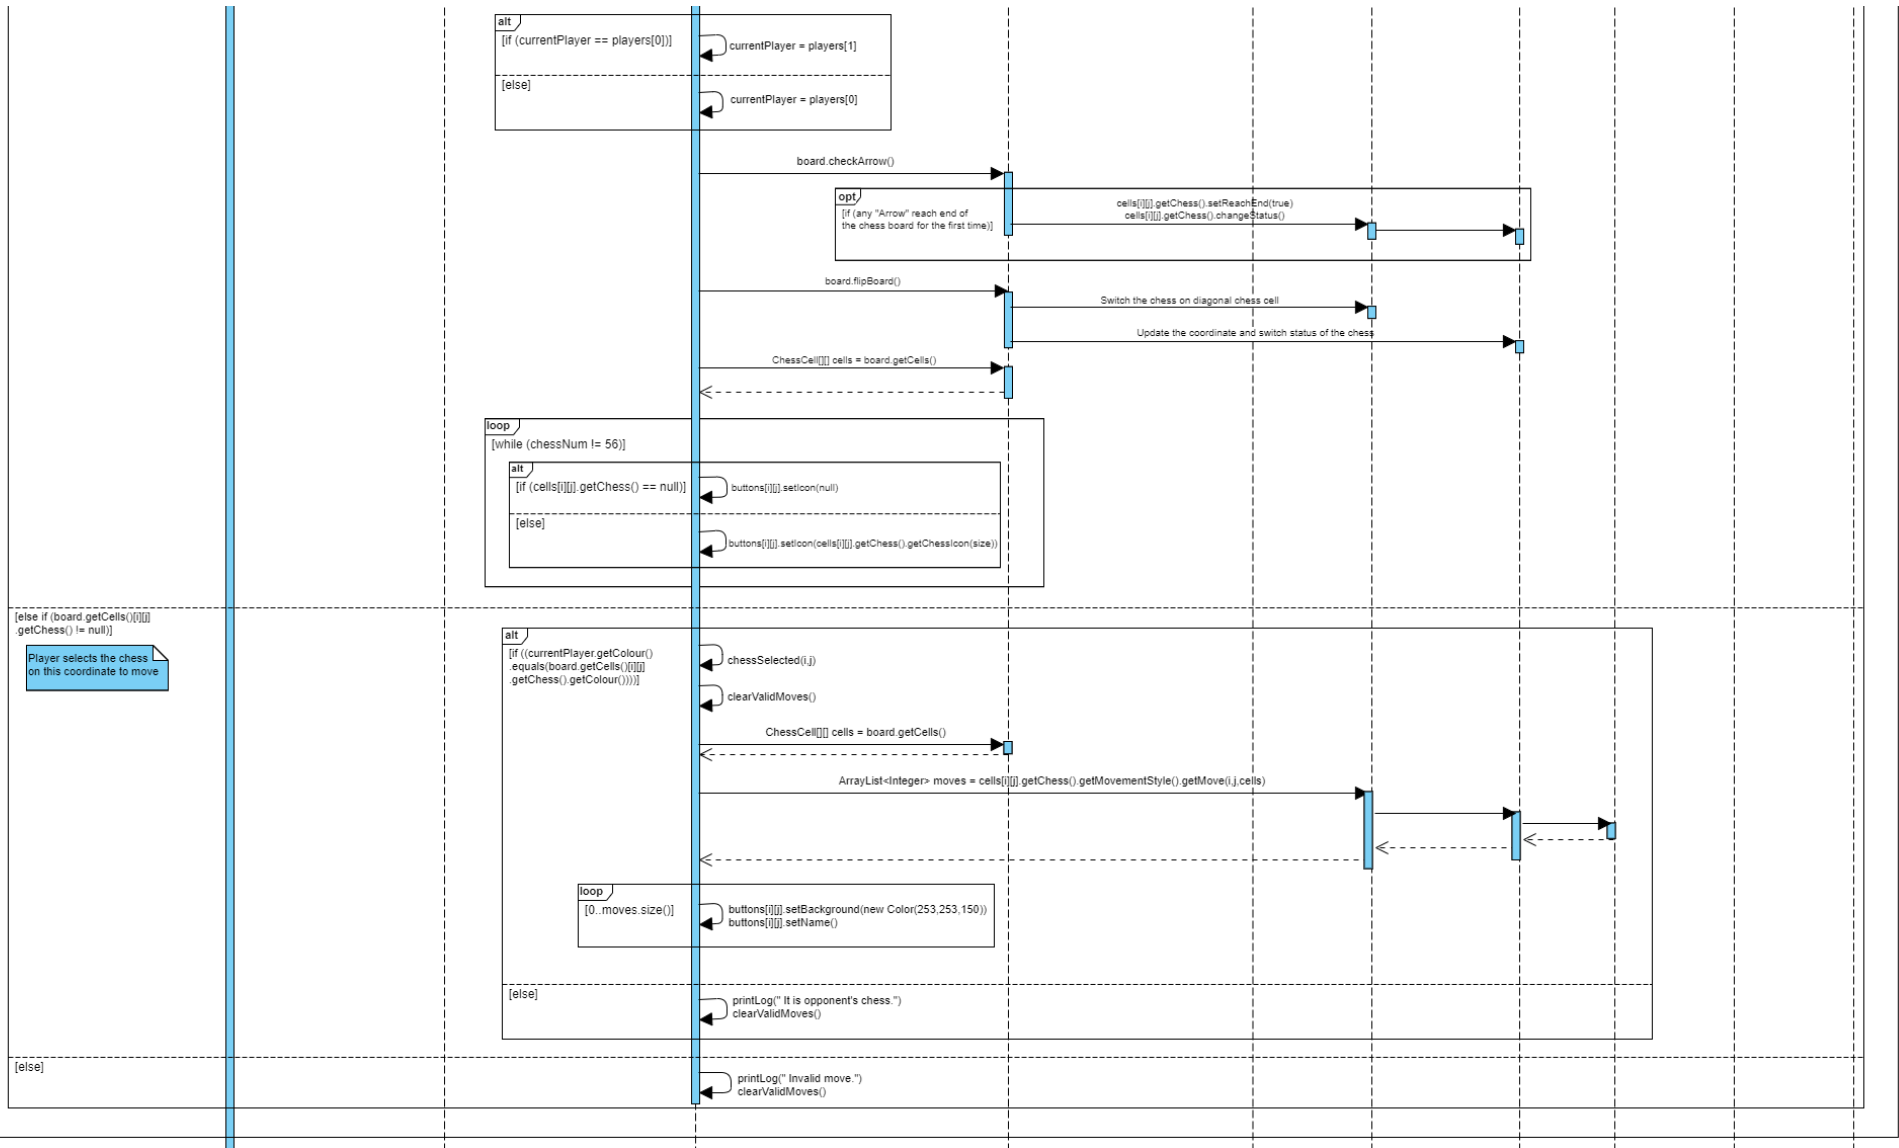 alt
[if (currentPlayer == players[0])]
currentPlayer = players[1]
[else]
currentPlayer = players[0]
board.checkArrow()
opt
[if (any "Arrow" reach end of
the chess board for the first time)]
cells[i][j].getChess().setReachEnd(true)
cells[i][j].getChess().changeStatus()
board.flipBoard()
Switch the chess on diagonal chess cell
Update the coordinate and switch status of the chess
ChessCell[][] cells = board.getCells()
loop
[while (chessNum != 56)]
alt
[if (cells[i][j].getChess() == null)]
buttons[i][j].setIcon(null)
[else]
buttons[i][j].setIcon(cells[i][j].getChess().getChessIcon(size))
[else if (board.getCells()[i][j]
.getChess() != null)]
Player selects the chess
on this coordinate to move
alt
[if ((currentPlayer.getColour()
.equals(board.getCells()[i][j]
.getChess().getColour())))]
chessSelected(i,j)
clearValidMoves()
ChessCell[][] cells = board.getCells()
ArrayList<Integer> moves = cells[i][j].getChess().getMovementStyle().getMove(i,j,cells)
loop
[0..moves.size()]
buttons[i][j].setBackground(new Color(253,253,150))
buttons[i][j].setName()
[else]
printLog(" It is opponent's chess.")
clearValidMoves()
[else]
printLog(" Invalid move.")
clearValidMoves()